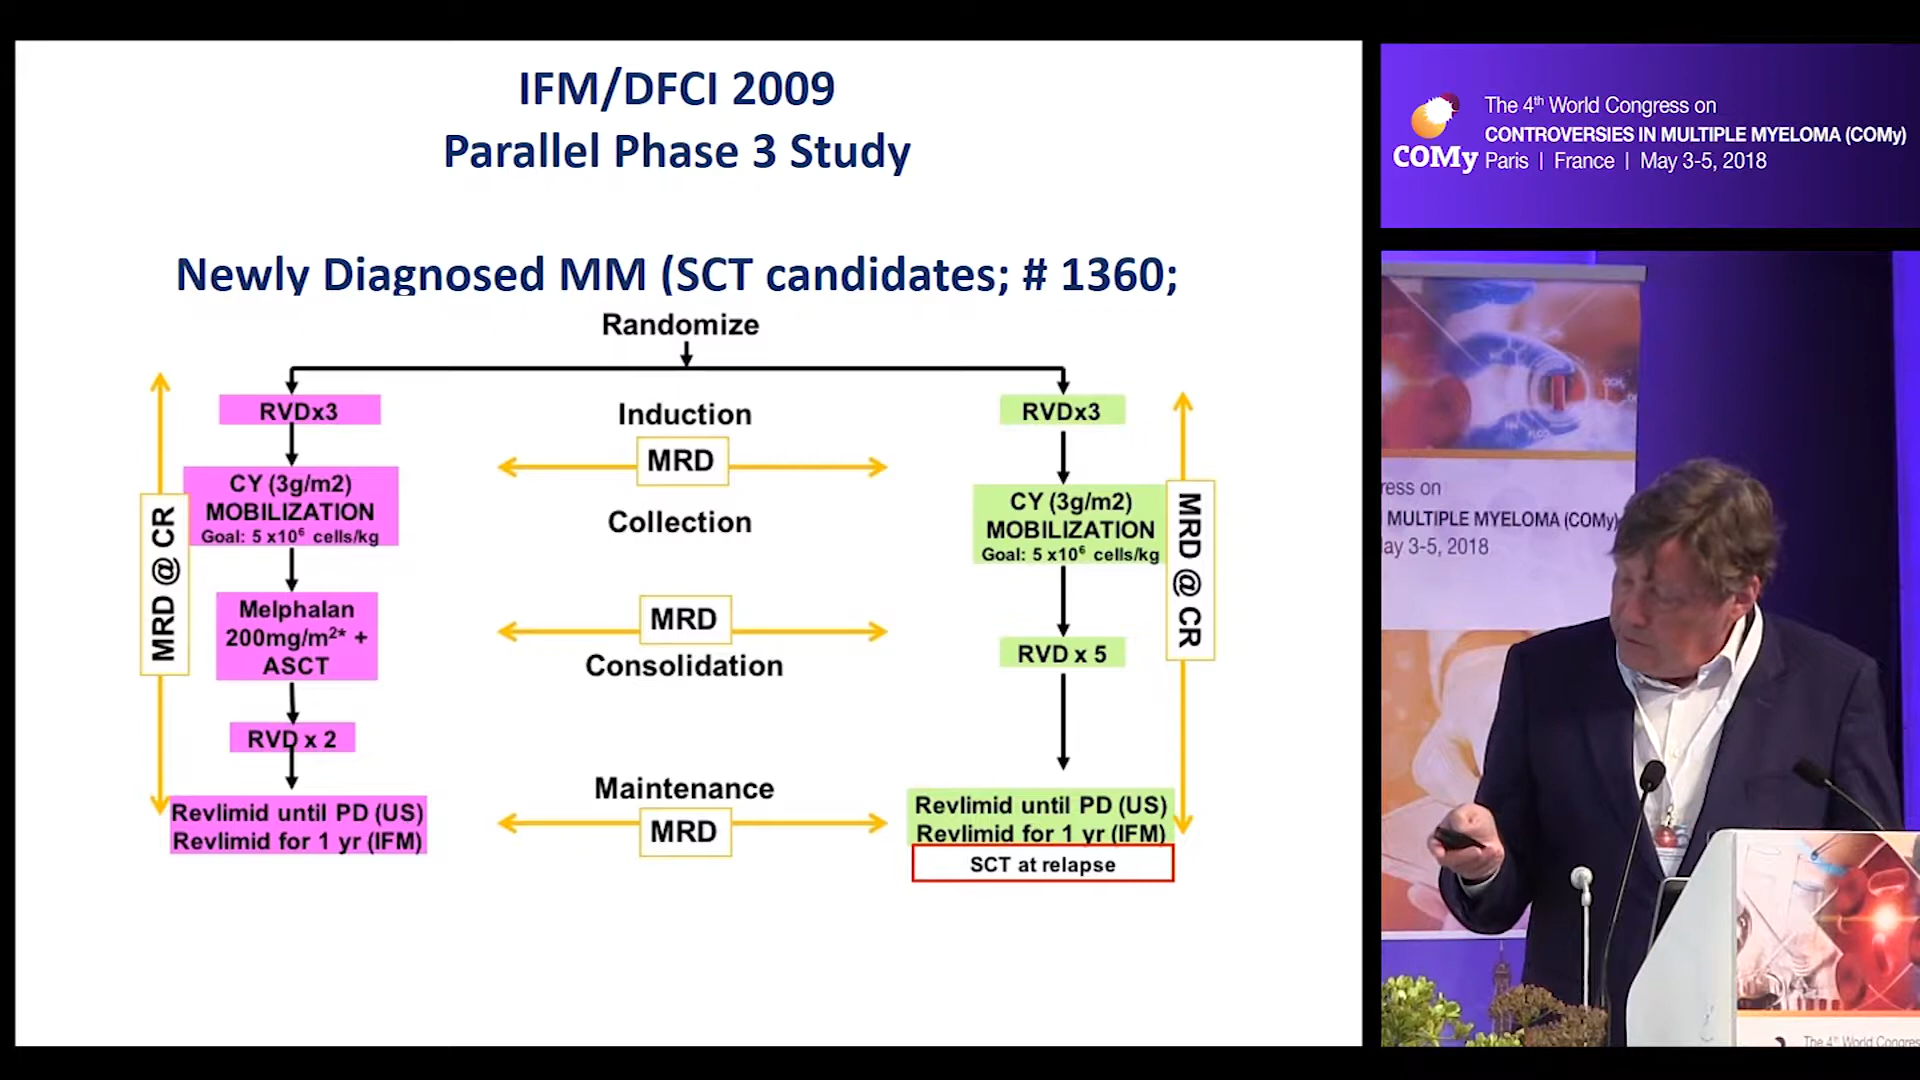 IFM/DFCI 2009
Parallel Phase 3 Study
Newly Diagnosed MM (SCT candidates; # 1360;
Randomize
RVDx3
CY (3g/m2)
MOBILIZATION
Goal: 5 x10⁶ cells/kg
Melphalan
200mg/m²* +
ASCT
RVD x 2
Revlimid until PD (US)
Revlimid for 1 yr (IFM)
MRD @ CR
Induction
MRD
Collection
MRD
Consolidation
Maintenance
MRD
RVDx3
CY (3g/m2)
MOBILIZATION
Goal: 5 x10⁶ cells/kg
RVD x 5
Revlimid until PD (US)
Revlimid for 1 yr (IFM)
SCT at relapse
MRD @ CR
COMy
The 4th World Congress on
CONTROVERSIES IN MULTIPLE MYELOMA (COMy)
Paris | France | May 3-5, 2018
ress on
MULTIPLE MYELOMA (COMy)
ay 3-5, 2018
The 4th World Congress